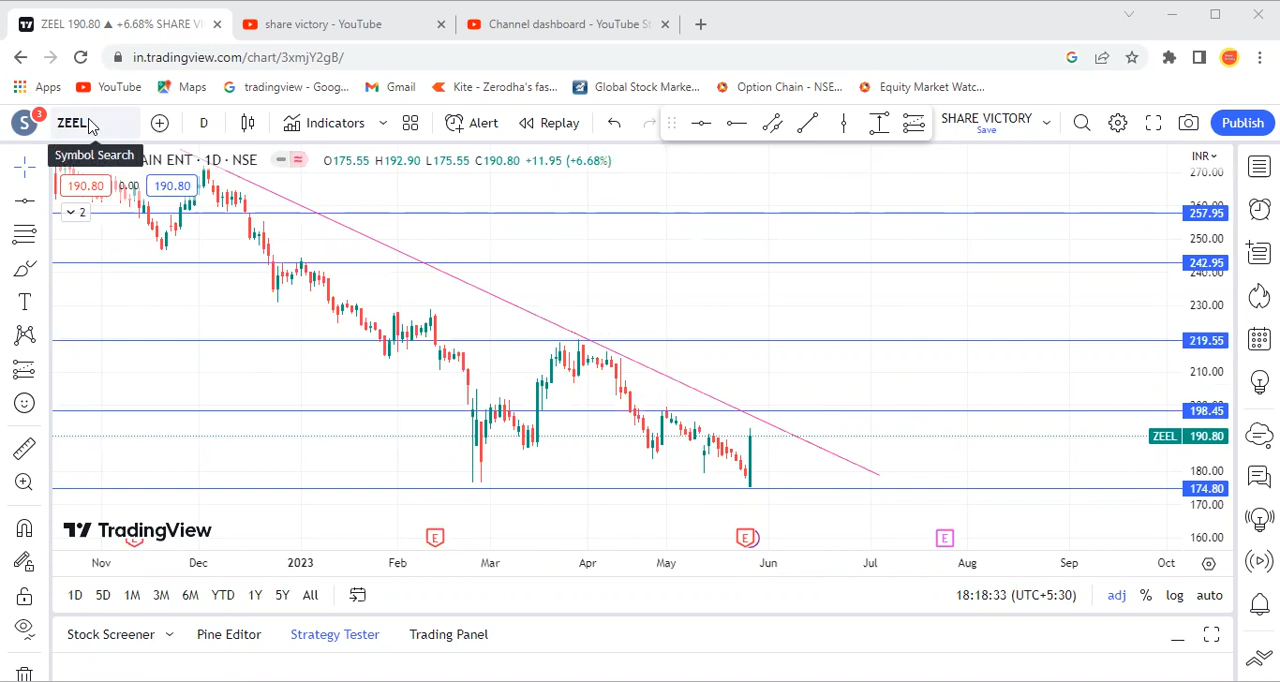 ZEEL 190.80 ▲ +6.68% SHARE VI
share victory - YouTube
Channel dashboard - YouTube St
in.tradingview.com/chart/3xmjY2gB/
Apps
YouTube
Maps
tradingview - Goog...
Gmail
Kite - Zerodha's fas...
Global Stock Marke...
Option Chain - NSE...
Equity Market Watc...
S
3
ZEEL
D
Indicators
Alert
Replay
SHARE VICTORY
Save
Publish
Symbol Search
AIN ENT · 1D · NSE
O175.55 H192.90 L175.55 C190.80 +11.95 (+6.68%)
INR
190.80
0.00
190.80
2
270.00
257.95
250.00
242.95
240.00
230.00
219.55
210.00
198.45
ZEEL 190.80
180.00
174.80
170.00
160.00
TradingView
E
E
E
E
Nov
Dec
2023
Feb
Mar
Apr
May
Jun
Jul
Aug
Sep
Oct
1D
5D
1M
3M
6M
YTD
1Y
5Y
All
18:18:33 (UTC+5:30)
adj
%
log
auto
Stock Screener
Pine Editor
Strategy Tester
Trading Panel